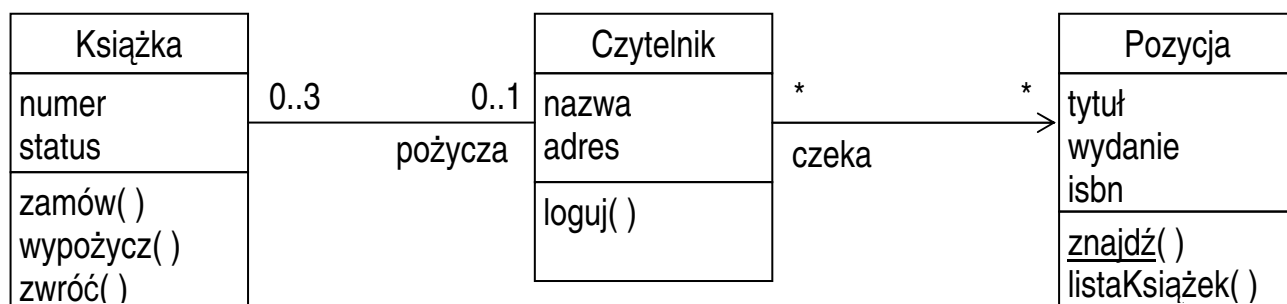 Książka
numer
status
zamów( )
wypożycz( )
zwróć( )
0..3
0..1
pożycza
Czytelnik
nazwa
adres
loguj( )
*
*
czeka
Pozycja
tytuł
wydanie
isbn
znajdź( )
listaKsiążek( )